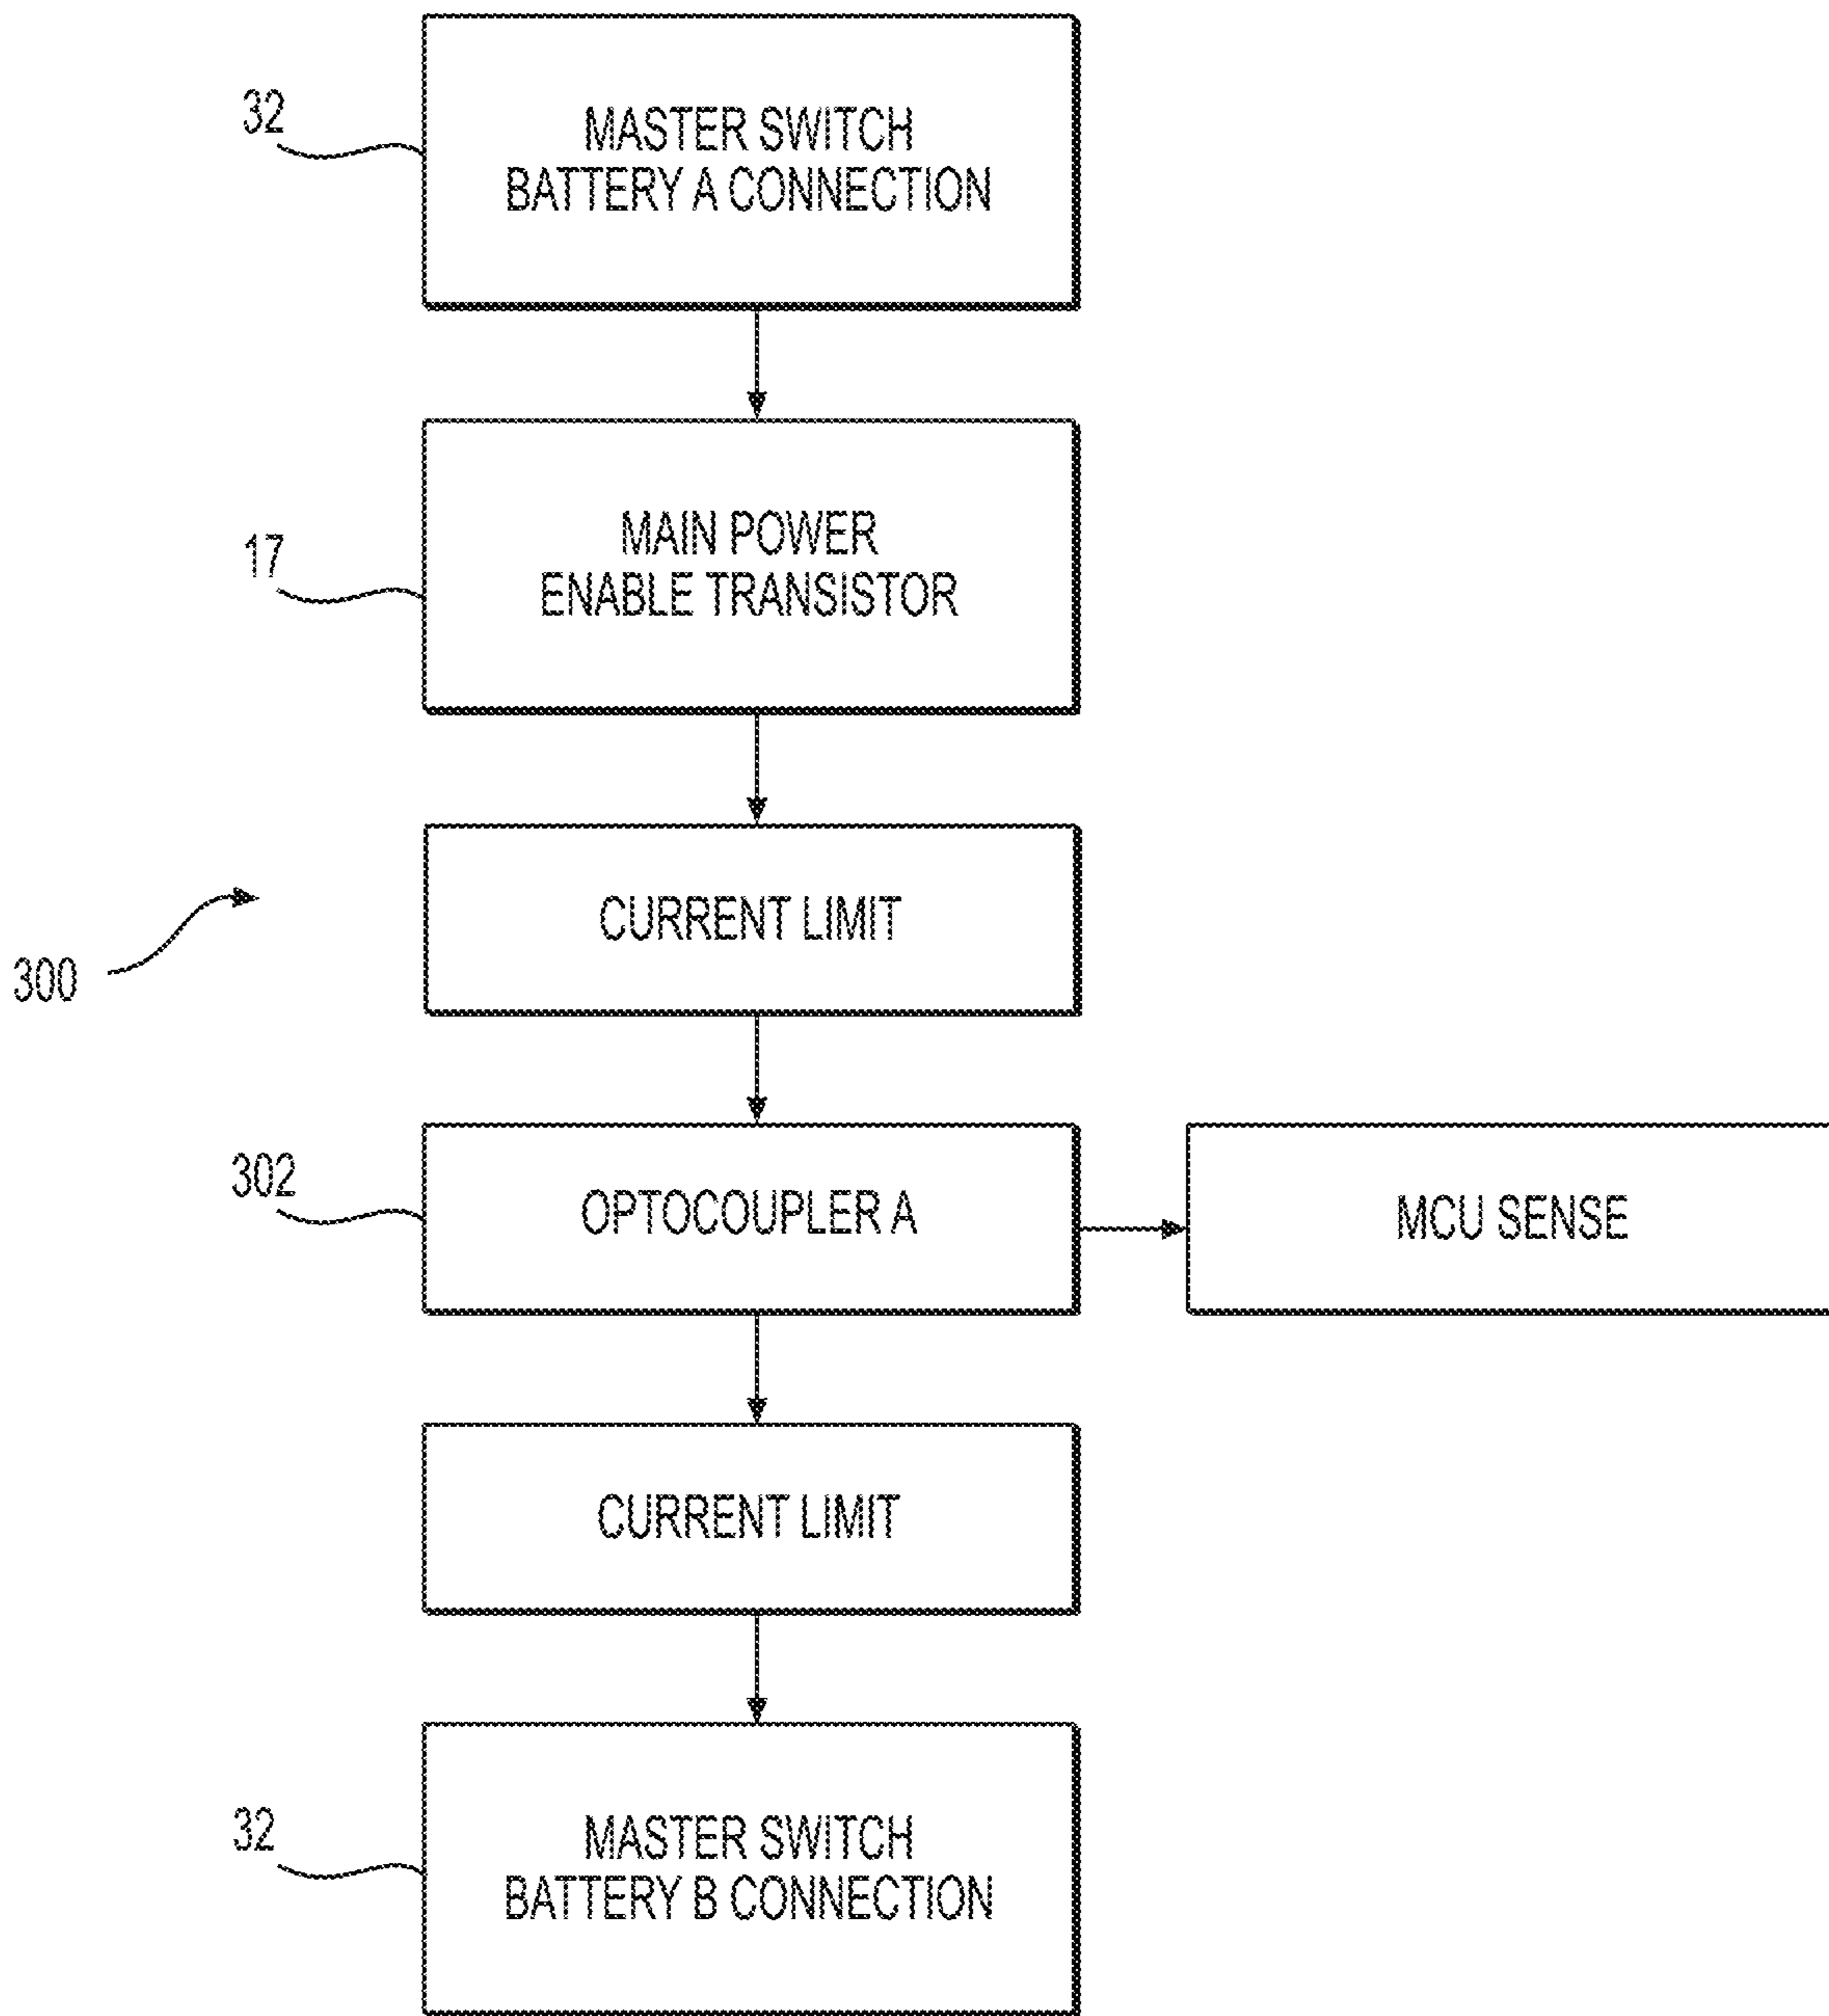 32
MASTER SWITCH
BATTERY A CONNECTION
17
MAIN POWER
ENABLE TRANSISTOR
300
CURRENT LIMIT
302
OPTOCOUPLER A
MCU SENSE
CURRENT LIMIT
32
MASTER SWITCH
BATTERY B CONNECTION